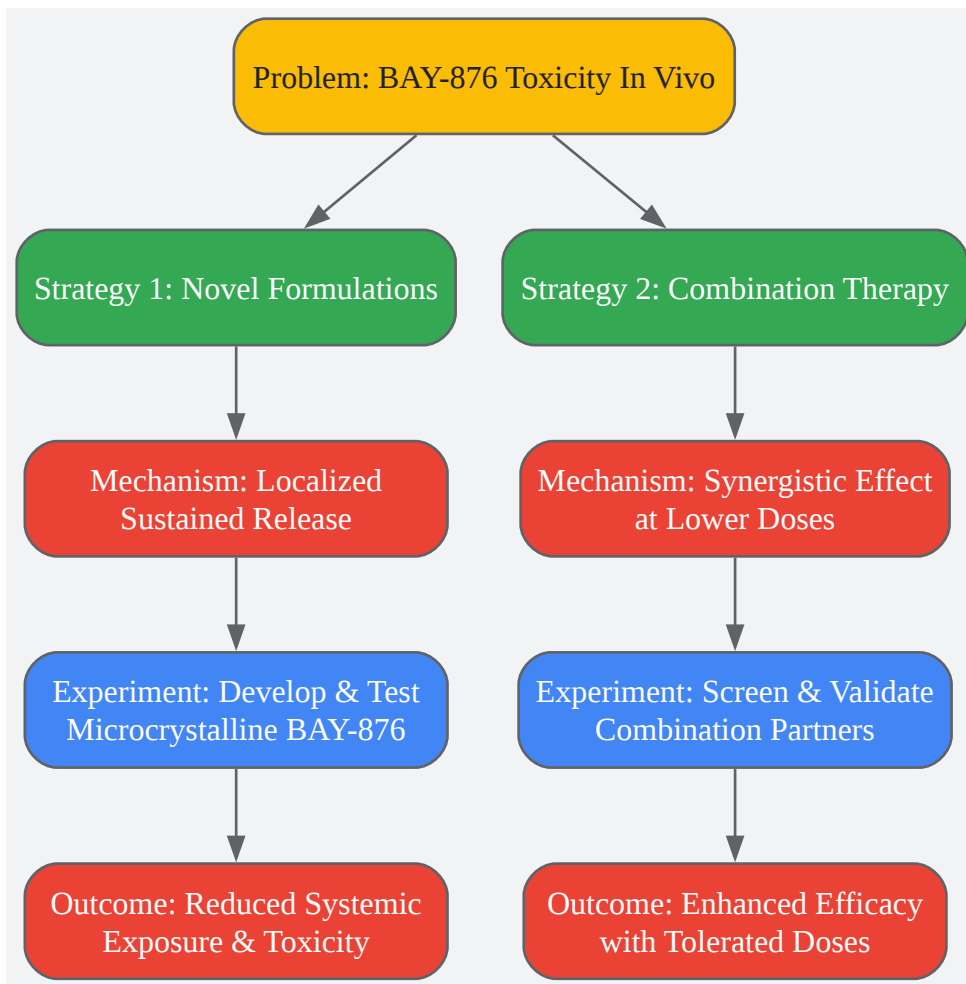 Problem: BAY-876 Toxicity In Vivo
Strategy 1: Novel Formulations
Strategy 2: Combination Therapy
Mechanism: Localized
Sustained Release
Mechanism: Synergistic Effect
at Lower Doses
Experiment: Develop & Test
Microcrystalline BAY-876
Experiment: Screen & Validate
Combination Partners
Outcome: Reduced Systemic
Exposure & Toxicity
Outcome: Enhanced Efficacy
with Tolerated Doses